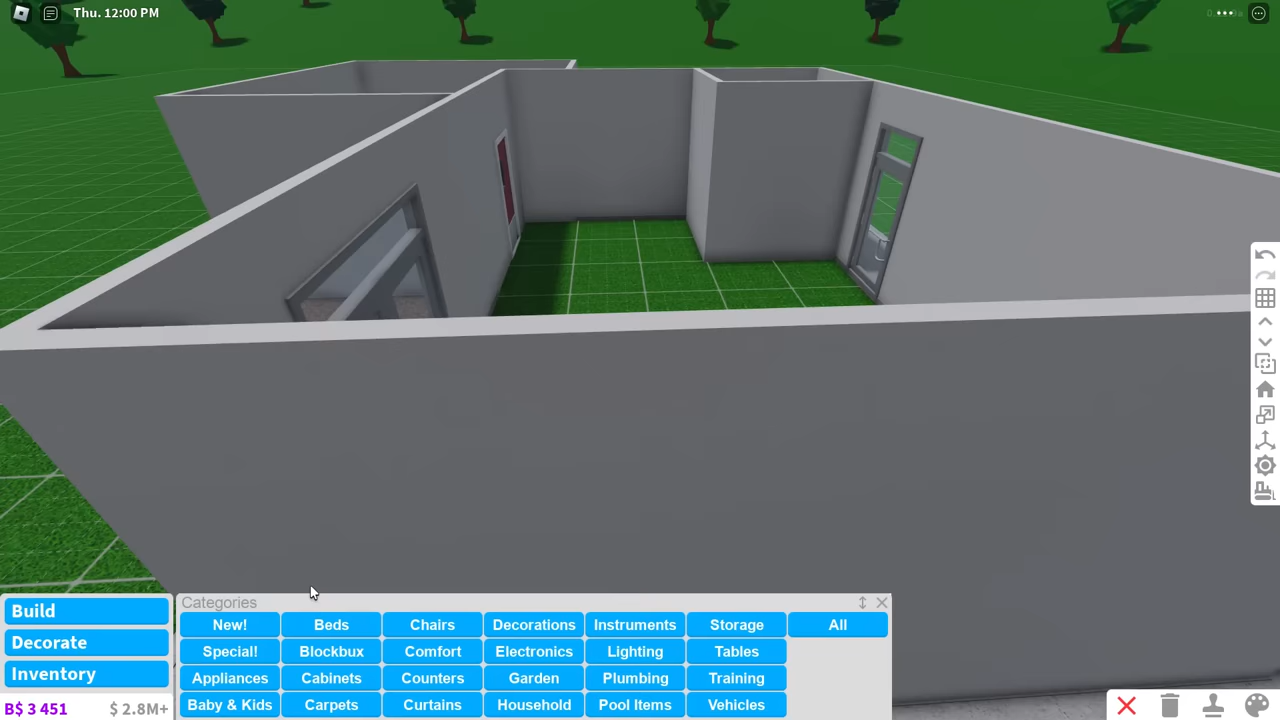 Thu. 12:00 PM
Build
Decorate
Inventory
B$ 3 451
$ 2.8M+
Categories
New!
Beds
Chairs
Decorations
Instruments
Storage
All
Special!
Blockbux
Comfort
Electronics
Lighting
Tables
Appliances
Cabinets
Counters
Garden
Plumbing
Training
Baby & Kids
Carpets
Curtains
Household
Pool Items
Vehicles